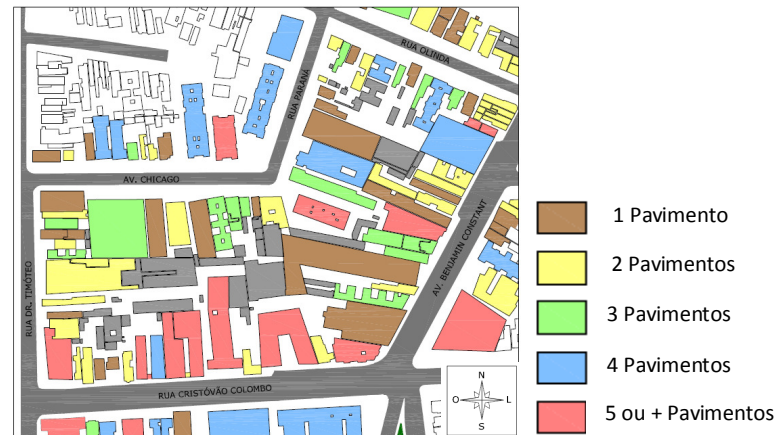 RUA OLINDA
RUA PARANÁ
AV. CHICAGO
AV. BENJAMIN CONSTANT
RUA DR. TIMÓTEO
RUA CRISTÓVÃO COLOMBO
N
O
L
S
1 Pavimento
2 Pavimentos
3 Pavimentos
4 Pavimentos
5 ou + Pavimentos